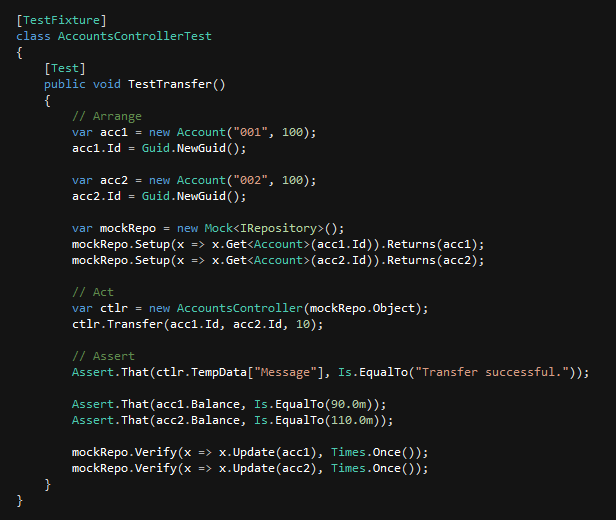 [TestFixture]
class AccountsControllerTest
{
    [Test]
    public void TestTransfer()
    {
        // Arrange
        var acc1 = new Account("001", 100);
        acc1.Id = Guid.NewGuid();

        var acc2 = new Account("002", 100);
        acc2.Id = Guid.NewGuid();

        var mockRepo = new Mock<IRepository>();
        mockRepo.Setup(x => x.Get<Account>(acc1.Id)).Returns(acc1);
        mockRepo.Setup(x => x.Get<Account>(acc2.Id)).Returns(acc2);

        // Act
        var ctlr = new AccountsController(mockRepo.Object);
        ctlr.Transfer(acc1.Id, acc2.Id, 10);

        // Assert
        Assert.That(ctlr.TempData["Message"], Is.EqualTo("Transfer successful."));

        Assert.That(acc1.Balance, Is.EqualTo(90.0m));
        Assert.That(acc2.Balance, Is.EqualTo(110.0m));

        mockRepo.Verify(x => x.Update(acc1), Times.Once());
        mockRepo.Verify(x => x.Update(acc2), Times.Once());
    }
}